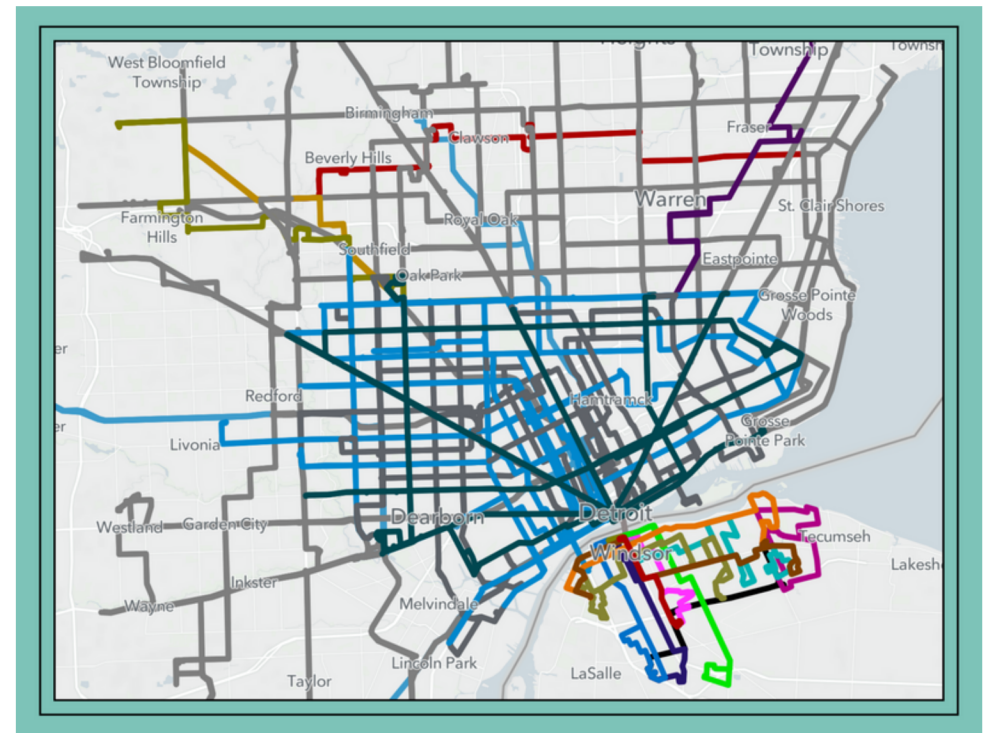 Heights
Township
Townsh
West Bloomfield
Township
Birmingham
Fraser
Clawson
Beverly Hills
Warren
St. Clair Shores
Farmington
Hills
Royal Oak
Southfield
Eastpointe
Oak Park
Grosse Pointe
Woods
er
Redford
Hamtramck
er
Livonia
Grosse
Pointe Park
Westland
Garden City
Dearborn
Detroit
Tecumseh
Windsor
Lakesh
Inkster
Wayne
Melvindale
Lincoln Park
LaSalle
Taylor